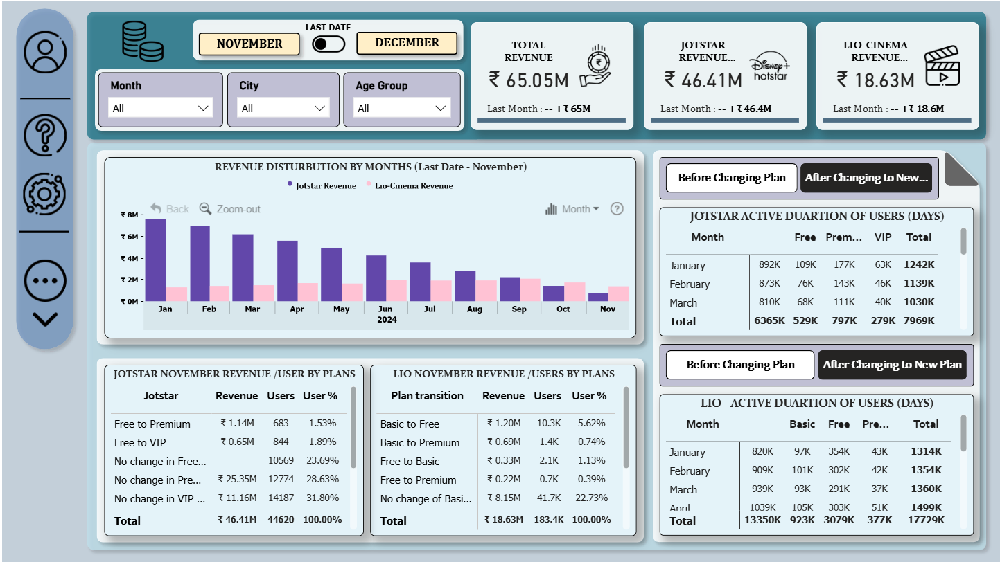 LAST DATE
NOVEMBER
DECEMBER
Month
City
Age Group
All
All
All
TOTAL
REVENUE
₹ 65.05M
Last Month : -- +₹ 65M
JOTSTAR
REVENUE...
₹ 46.41M
Disney+
hotstar
Last Month : -- +₹ 46.4M
LIO-CINEMA
REVENUE...
₹ 18.63M
Last Month : -- +₹ 18.6M
REVENUE DISTURBUTION BY MONTHS (Last Date - November)
Jotstar Revenue Lio-Cinema Revenue
Back Zoom-out Month ?
₹ 8M
₹ 6M
₹ 4M
₹ 2M
₹ 0M
Jan Feb Mar Apr May Jun Jul Aug Sep Oct Nov
2024
Before Changing Plan After Changing to New...
JOTSTAR ACTIVE DUARTION OF USERS (DAYS)
Month Free Prem... VIP Total
January 892K 109K 177K 63K 1242K
February 873K 76K 143K 46K 1139K
March 810K 68K 111K 40K 1030K
Total 6365K 529K 797K 279K 7969K
Before Changing Plan After Changing to New Plan
LIO - ACTIVE DUARTION OF USERS (DAYS)
Month Basic Free Pre... Total
January 820K 97K 354K 43K 1314K
February 909K 101K 302K 42K 1354K
March 939K 93K 291K 37K 1360K
April 1039K 105K 303K 51K 1499K
Total 13350K 923K 3079K 377K 17729K
JOTSTAR NOVEMBER REVENUE /USER BY PLANS
Jotstar Revenue Users User %
Free to Premium ₹ 1.14M 683 1.53%
Free to VIP ₹ 0.65M 844 1.89%
No change in Free... 10569 23.69%
No change in Pre... ₹ 25.35M 12774 28.63%
No change in VIP ... ₹ 11.16M 14187 31.80%
Total ₹ 46.41M 44620 100.00%
LIO NOVEMBER REVENUE /USERS BY PLANS
Plan transition Revenue Users User %
Basic to Free ₹ 1.20M 10.3K 5.62%
Basic to Premium ₹ 0.69M 1.4K 0.74%
Free to Basic ₹ 0.33M 2.1K 1.13%
Free to Premium ₹ 0.22M 0.7K 0.39%
No change of Basi... ₹ 8.15M 41.7K 22.73%
Total ₹ 18.63M 183.4K 100.00%